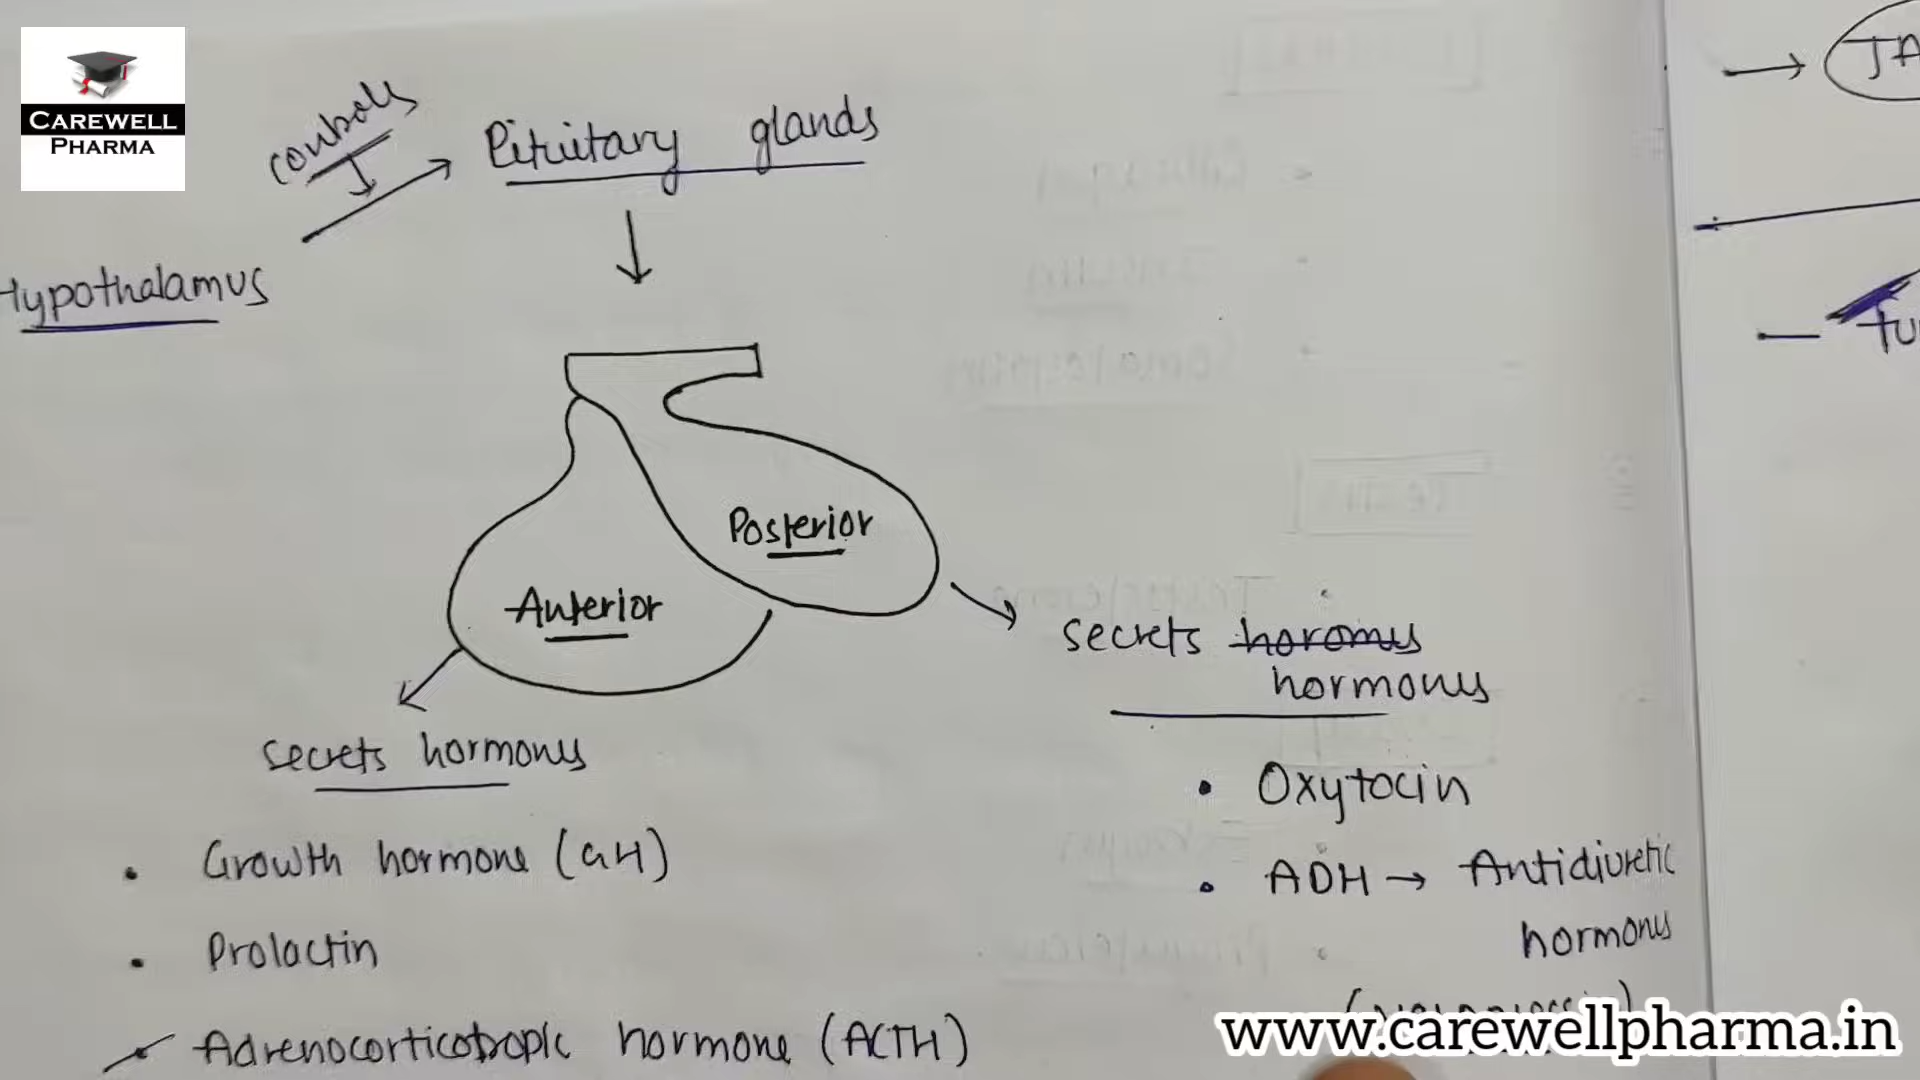 CAREWELL
PHARMA
controls
Pituitary glands
Hypothalamus
Posterior
Anterior
secrets horomus
hormones
secrets hormones
• Oxytocin
• Growth hormone (GH)
• ADH → Antidiuretic
hormones
• Prolactin
Adrenocorticotropic hormone (ACTH)
www.carewellpharma.in